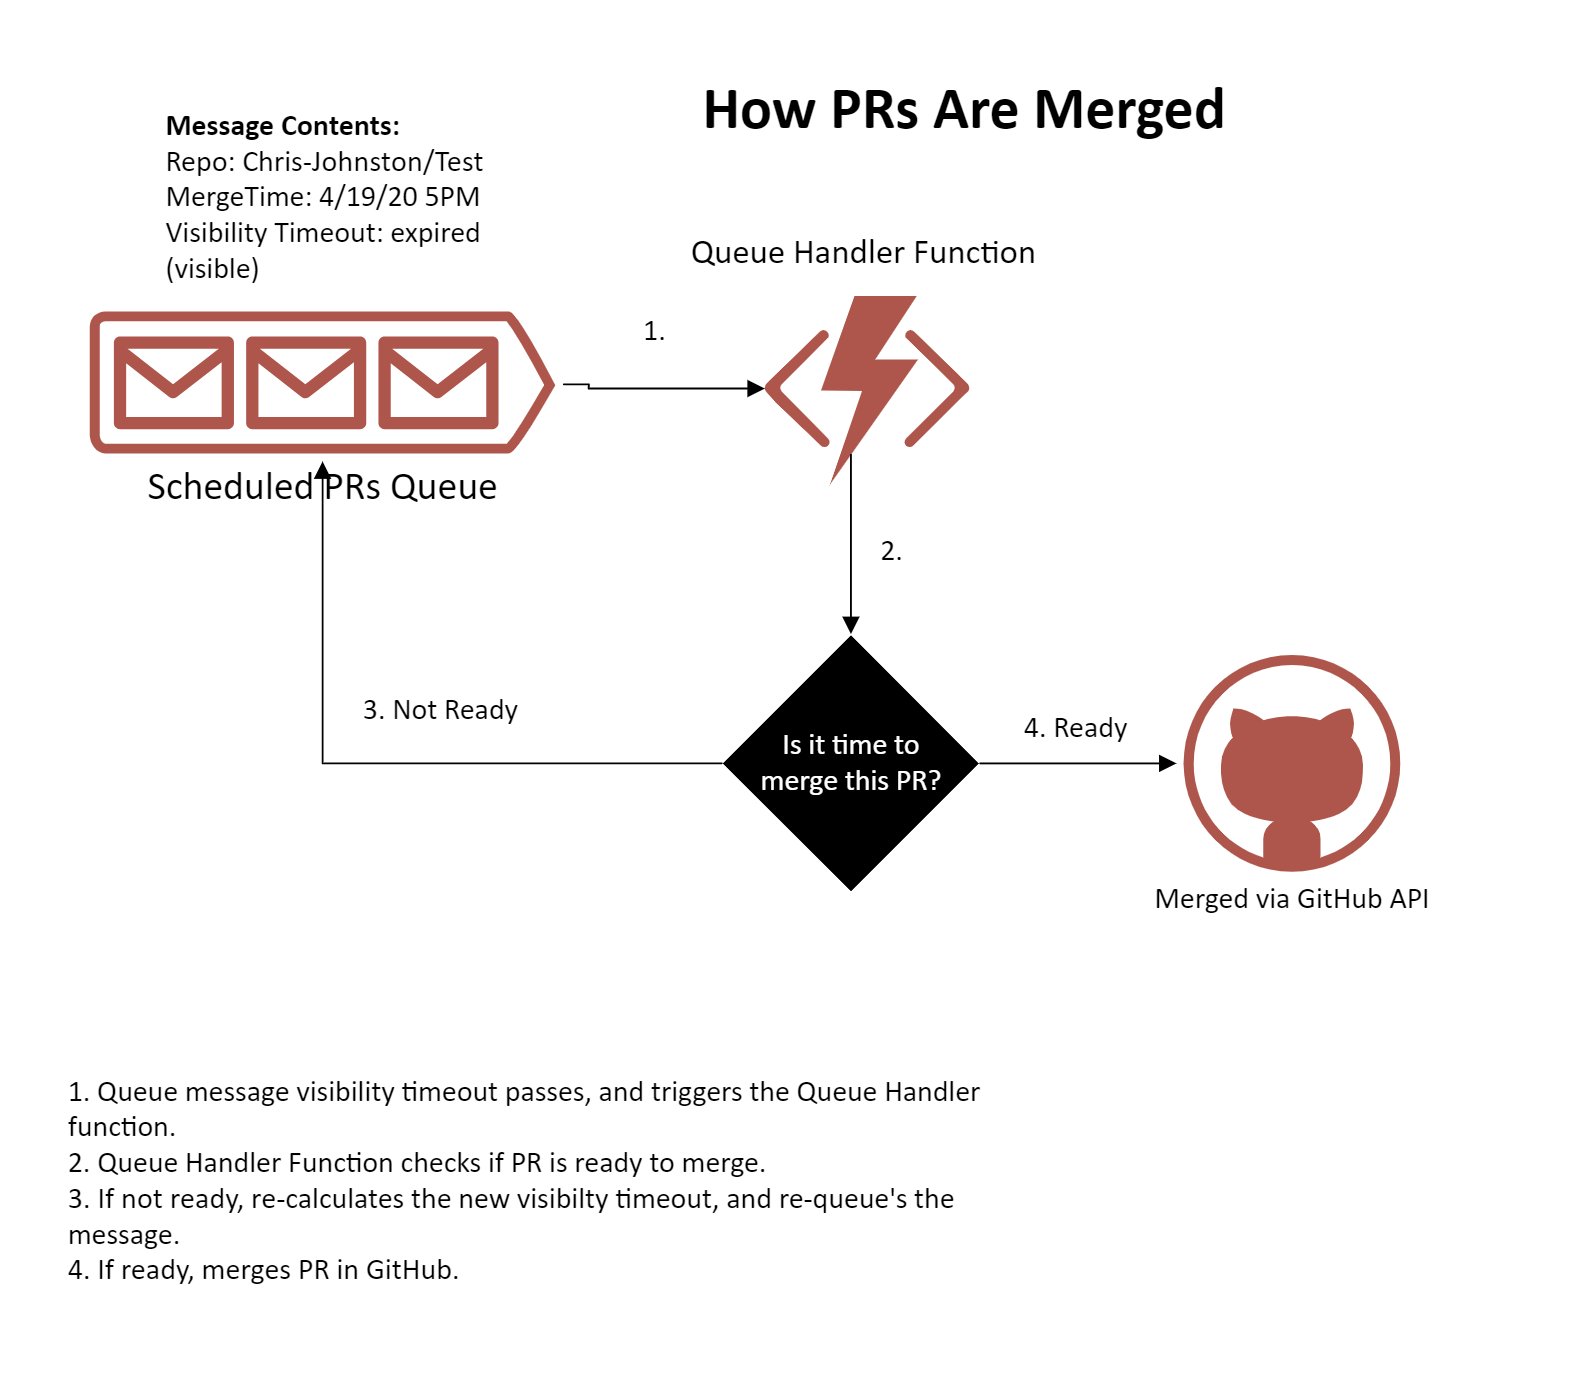 How PRs Are Merged
Message Contents:
Repo: Chris-Johnston/Test
MergeTime: 4/19/20 5PM
Visibility Timeout: expired
(visible)
Queue Handler Function
1.
Scheduled PRs Queue
2.
3. Not Ready
Is it time to
merge this PR?
4. Ready
Merged via GitHub API
1. Queue message visibility timeout passes, and triggers the Queue Handler
function.
2. Queue Handler Function checks if PR is ready to merge.
3. If not ready, re-calculates the new visibilty timeout, and re-queue's the
message.
4. If ready, merges PR in GitHub.